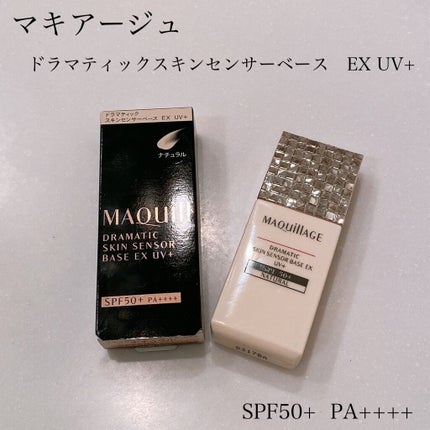 マキアージュ
ドラマティックスキンセンサーベース EX UV+
ドラマティック
スキンセンサーベース EX UV+
ナチュラル
MAQUIll
DRAMATIC
SKIN SENSOR
BASE EX UV+
SPF50+ PA++++
MAQUillAGE
DRAMATIC
SKIN SENSOR BASE EX
UV+
SPF 50+
NATURAL
SPF50+ PA++++